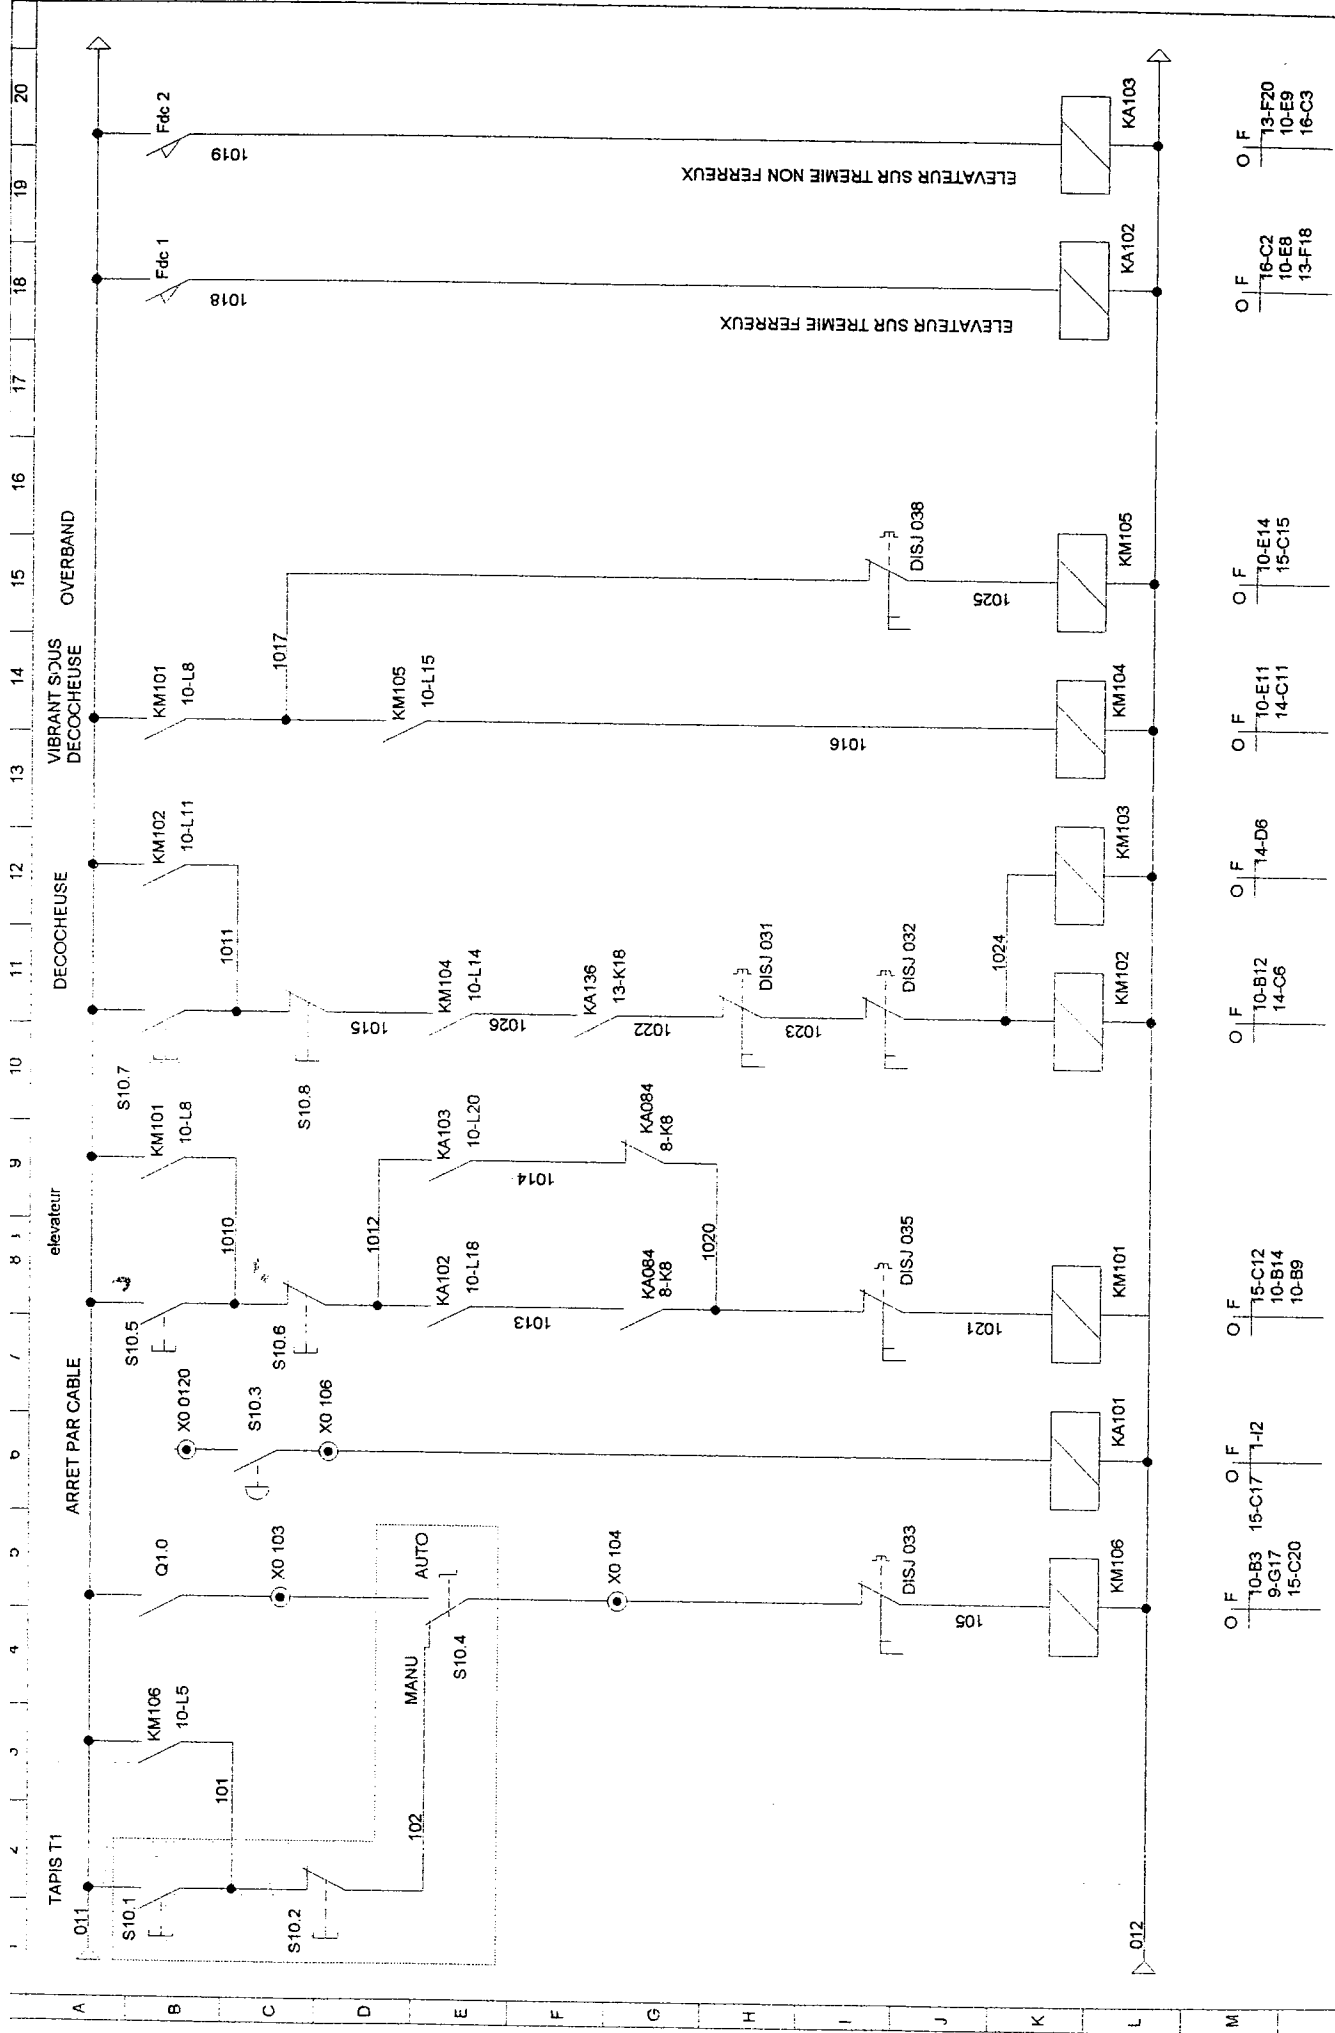 2 3 4 5 6 7 8 9 10 11 12 13 14 15 16 17 18 19 20
A
B
C
D
E
F
G
H
I
J
K
L
M
TAPIS T1
ARRET PAR CABLE
elevateur
DECOCHEUSE
VIBRANT SOUS
DECOCHEUSE
OVERBAND
011
S10.1
101
KM106
10-L5
S10.2
102
MANU
AUTO
S10.4
Q1.0
X0 103
X0 104
DISJ 033
105
KM106
X0 0120
S10.3
X0 106
KA101
S10.5
KM101
10-L8
1010
S10.6
1012
KA102
10-L18
1013
KA084
8-K8
KA103
10-L20
1014
KA084
8-K8
1020
DISJ 035
1021
KM101
S10.7
KM102
10-L11
1011
S10.8
1015
KM104
10-L14
1026
KA136
13-K18
1022
DISJ 031
1023
DISJ 032
1024
KM102
KM103
KM101
10-L8
1017
KM105
10-L15
1016
KM104
DISJ 038
1025
KM105
Fdc 1
1018
ELEVATEUR SUR TREMIE FERREUX
KA102
Fdc 2
1019
ELEVATEUR SUR TREMIE NON FERREUX
KA103
012
O F
10-B3
9-G17
15-C20
O F
15-C17 1-I2
O F
15-C12
10-B14
10-B9
O F
10-B12
14-C6
O F
14-D6
O F
10-E11
14-C11
O F
10-E14
15-C15
O F
16-C2
10-E8
13-F18
O F
13-F20
10-E9
16-C3